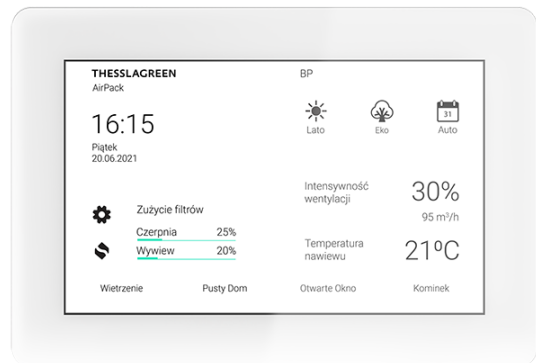 THESSLAGREEN
AirPack
BP
16:15
Piątek
20.06.2021
31
Lato
Eko
Auto
Zużycie filtrów
Czerpnia 25%
Wywiew 20%
Intensywność
wentylacji
30%
95 m³/h
Temperatura
nawiewu
21ºC
Wietrzenie
Pusty Dom
Otwarte Okno
Kominek